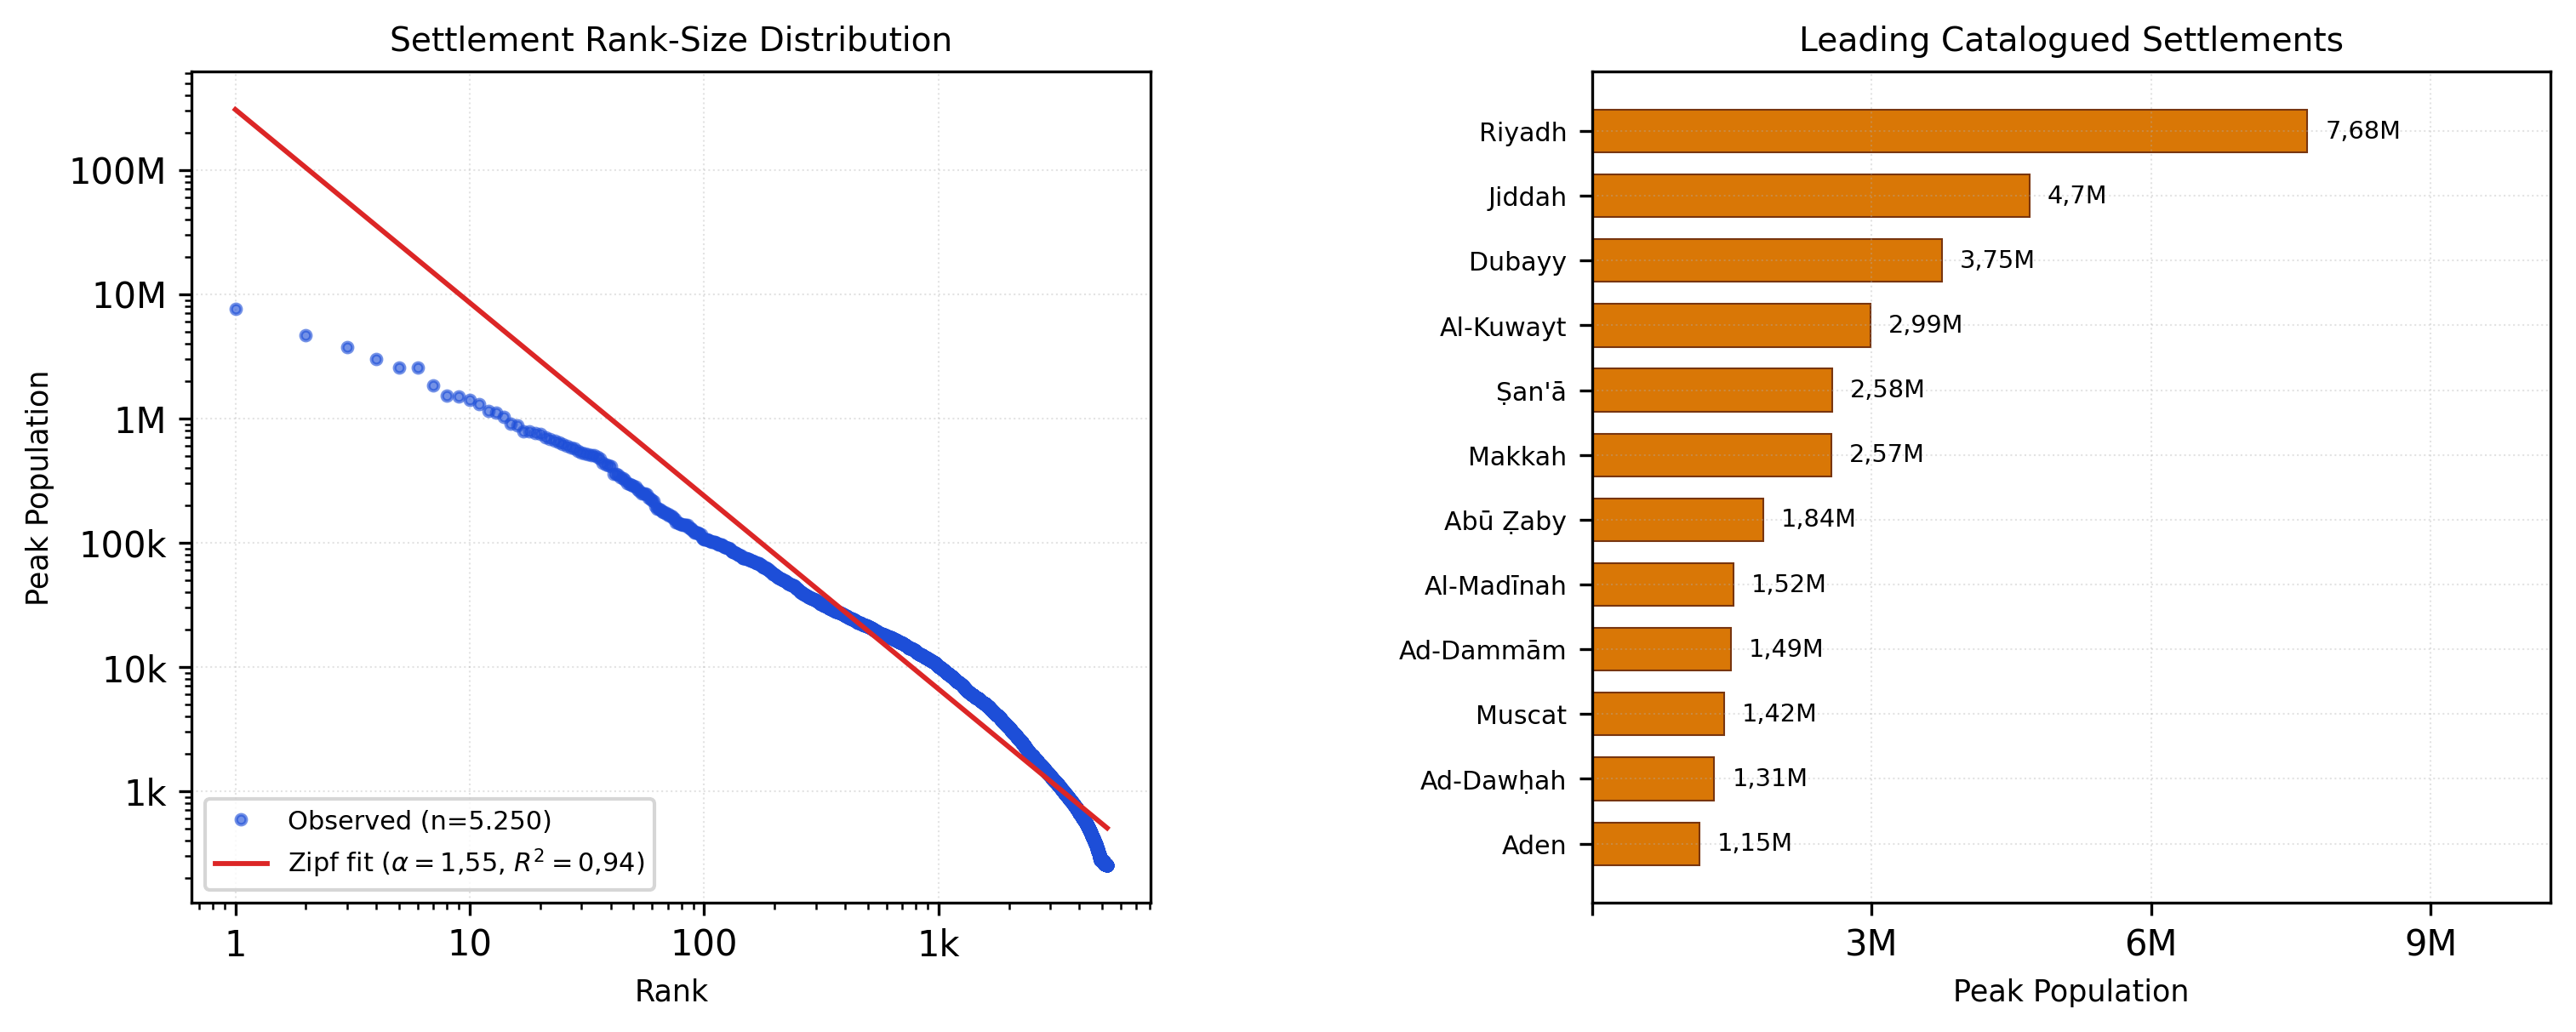 Settlement Rank-Size Distribution
Peak Population
100M
10M
1M
100k
10k
1k
Observed (n=5.250)
Zipf fit (α = 1,55, R² = 0,94)
1
10
100
1k
Rank
Leading Catalogued Settlements
Riyadh
7,68M
Jiddah
4,7M
Dubayy
3,75M
Al-Kuwayt
2,99M
Ṣan'ā
2,58M
Makkah
2,57M
Abū Ẓaby
1,84M
Al-Madīnah
1,52M
Ad-Dammām
1,49M
Muscat
1,42M
Ad-Dawḥah
1,31M
Aden
1,15M
3M
6M
9M
Peak Population